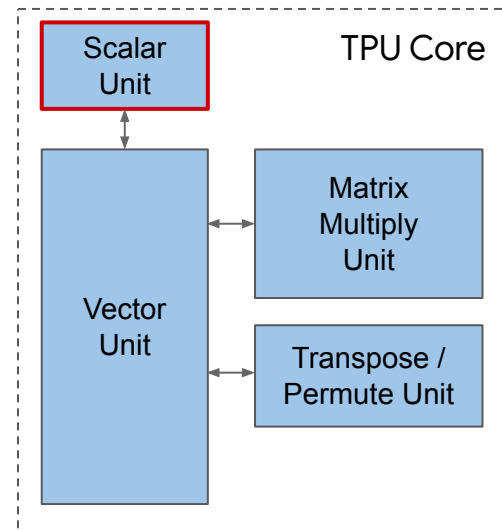 TPU Core
Scalar
Unit
Matrix
Multiply
Unit
Vector
Unit
Transpose /
Permute Unit